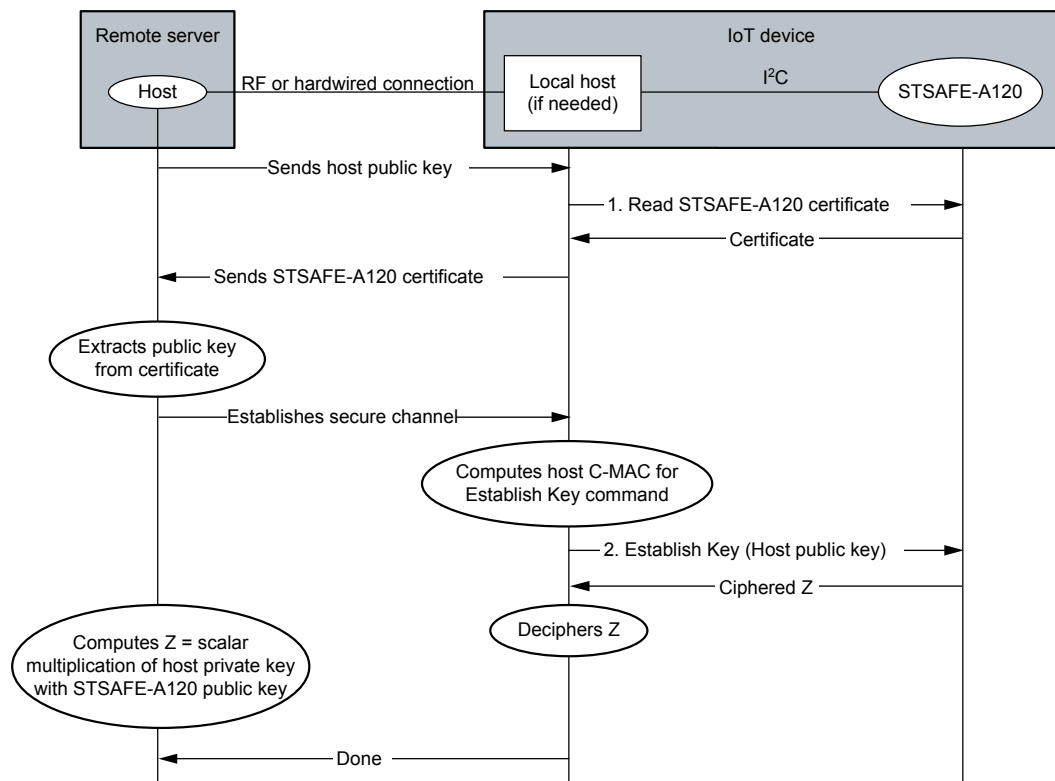 Remote server
IoT device
Host
RF or hardwired connection
Local host
(if needed)
I²C
STSAFE-A120
Sends host public key
1. Read STSAFE-A120 certificate
Certificate
Sends STSAFE-A120 certificate
Extracts public key
from certificate
Establishes secure channel
Computes host C-MAC for
Establish Key command
2. Establish Key (Host public key)
Ciphered Z
Deciphers Z
Computes Z = scalar
multiplication of host private key
with STSAFE-A120 public key
Done